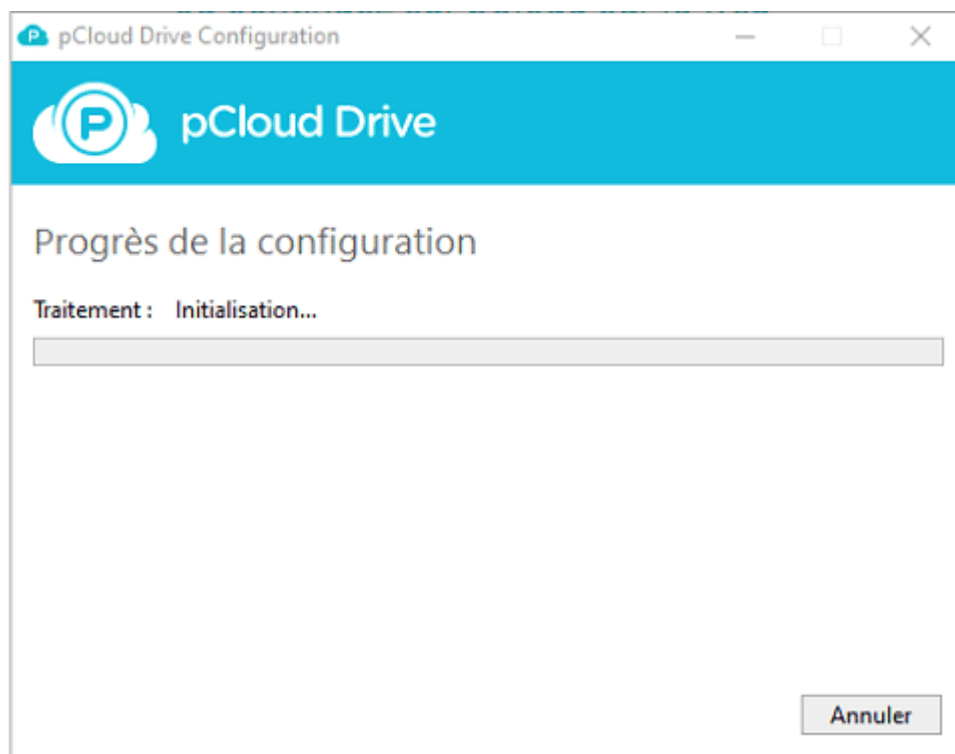 pCloud Drive Configuration
P pCloud Drive
Progrès de la configuration
Traitement : Initialisation...
Annuler